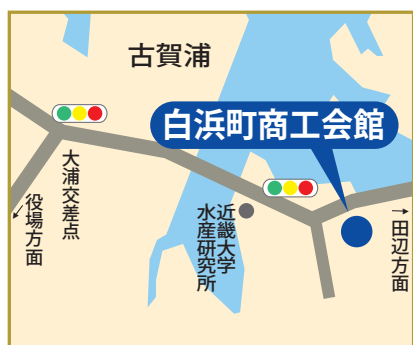 古賀浦
白浜町商工会館
大浦交差点
←役場方面
近畿大学
水産研究所
→田辺方面